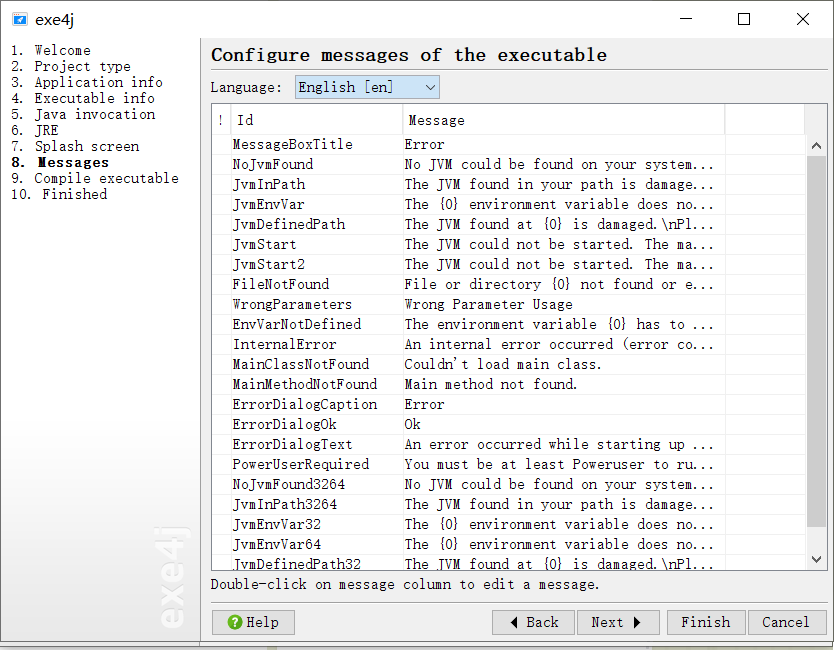 exe4j
1. Welcome
2. Project type
3. Application info
4. Executable info
5. Java invocation
6. JRE
7. Splash screen
8. Messages
9. Compile executable
10. Finished
exe4j
Configure messages of the executable
Language: English [en]
! Id Message
MessageBoxTitle Error
NoJvmFound No JVM could be found on your system...
JvmInPath The JVM found in your path is damage...
JvmEnvVar The {0} environment variable does no...
JvmDefinedPath The JVM found at {0} is damaged.\nPl...
JvmStart The JVM could not be started. The ma...
JvmStart2 The JVM could not be started. The ma...
FileNotFound File or directory {0} not found or e...
WrongParameters Wrong Parameter Usage
EnvVarNotDefined The environment variable {0} has to ...
InternalError An internal error occurred (error co...
MainClassNotFound Couldn't load main class.
MainMethodNotFound Main method not found.
ErrorDialogCaption Error
ErrorDialogOk Ok
ErrorDialogText An error occurred while starting up ...
PowerUserRequired You must be at least Poweruser to ru...
NoJvmFound3264 No JVM could be found on your system...
JvmInPath3264 The JVM found in your path is damage...
JvmEnvVar32 The {0} environment variable does no...
JvmEnvVar64 The {0} environment variable does no...
JvmDefinedPath32 The JVM found at {0} is damaged.\nPl...
Double-click on message column to edit a message.
Help Back Next Finish Cancel